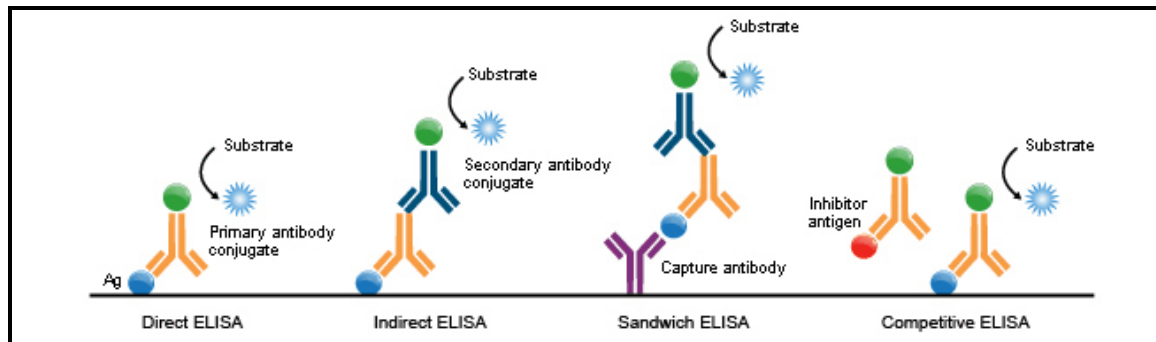 Substrate
Primary antibody
conjugate
Ag
Direct ELISA
Substrate
Secondary antibody
conjugate
Indirect ELISA
Substrate
Capture antibody
Sandwich ELISA
Inhibitor
antigen
Substrate
Competitive ELISA